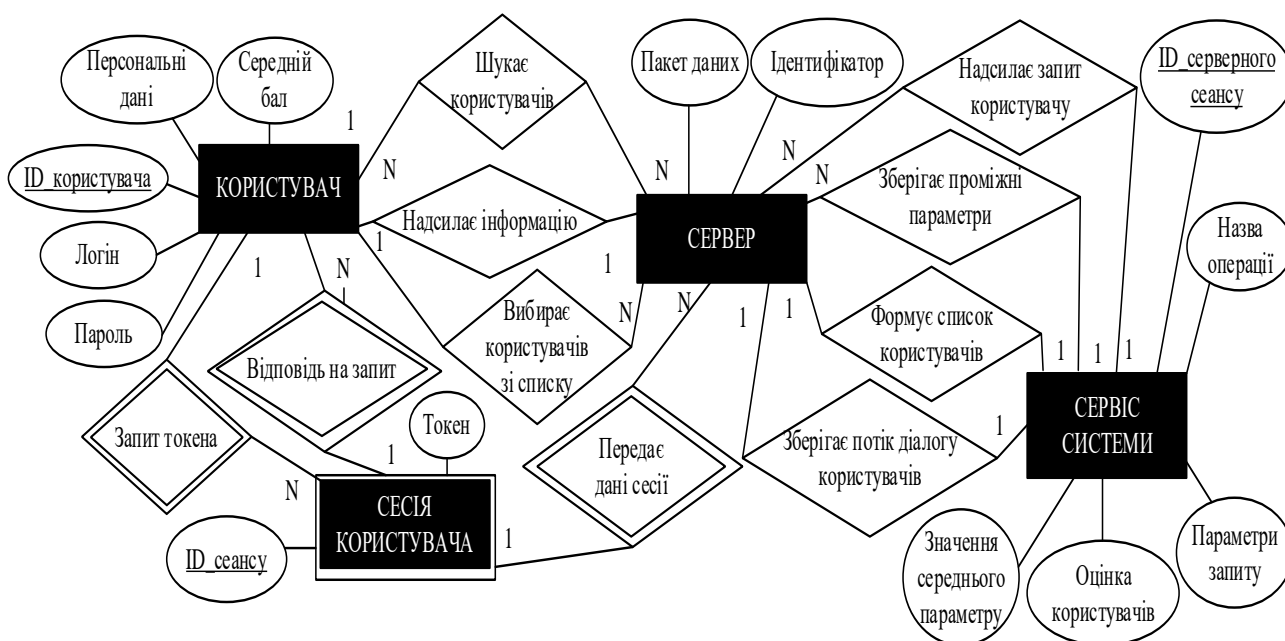 Персональні
дані
Середній
бал
Шукає
користувачів
Пакет даних
Ідентифікатор
Надсилає запит
користувачу
ID_серверного
сеансу
1
N
N
N
N
ID_користувача
КОРИСТУВАЧ
Надсилає інформацію
СЕРВЕР
Зберігає проміжні
параметри
Назва
операції
Логін
1
1
N
1
N
N
1
1
Пароль
Відповідь на запит
Вибирає
користувачів
зі списку
Формує список
користувачів
1
1
1
Запит токена
Токен
Передає
дані сесії
Зберігає потік діалогу
користувачів
1
СЕРВІС
СИСТЕМИ
1
N
СЕСІЯ
КОРИСТУВАЧА
1
ID_сеансу
Значення
середнього
параметру
Оцінка
користувачів
Параметри
запиту